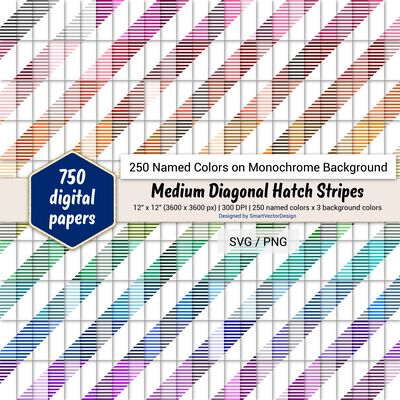 250 Named Colors on Monochrome Background
750
digital
papers
Medium Diagonal Hatch Stripes
12" x 12" (3600 x 3600 px) | 300 DPI | 250 named colors x 3 background colors
Designed by SmartVectorDesign
SVG / PNG